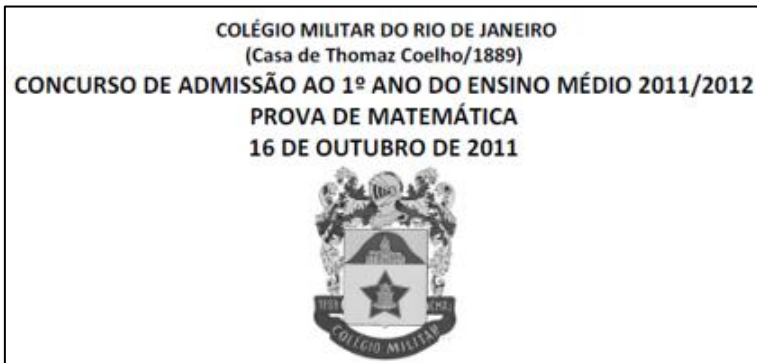 COLÉGIO MILITAR DO RIO DE JANEIRO
(Casa de Thomaz Coelho/1889)
CONCURSO DE ADMISSÃO AO 1º ANO DO ENSINO MÉDIO 2011/2012
PROVA DE MATEMÁTICA
16 DE OUTUBRO DE 2011
COLÉGIO MILITAR